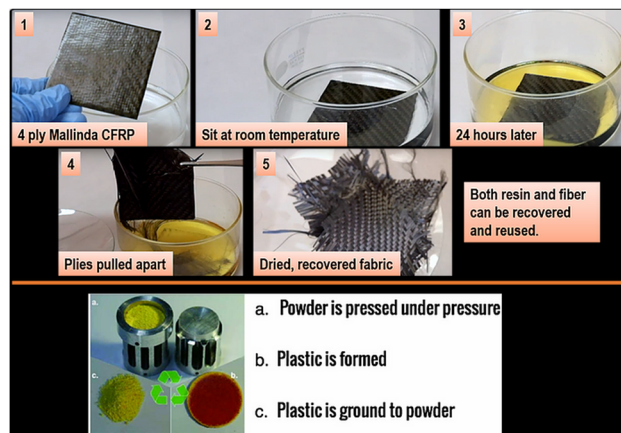 1
2
3
4 ply Mallinda CFRP
Sit at room temperature
24 hours later
4
5
Plies pulled apart
Dried, recovered fabric
Both resin and fiber
can be recovered
and reused.
a.
c.
b.
a. Powder is pressed under pressure
b. Plastic is formed
c. Plastic is ground to powder